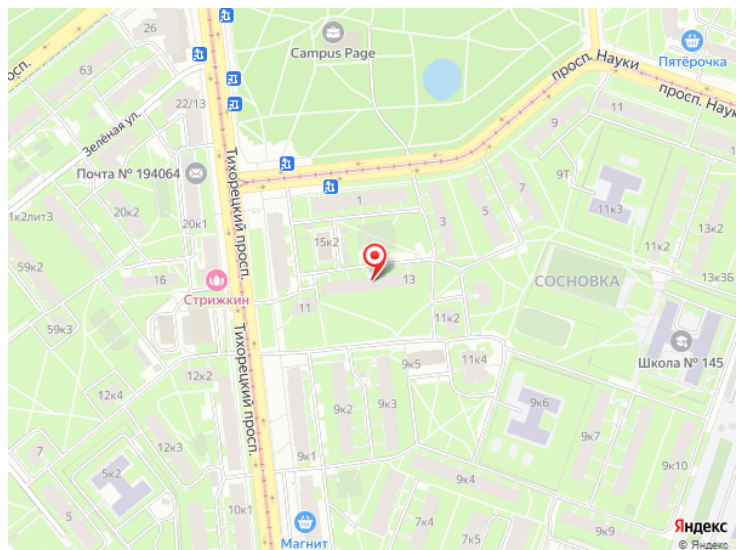 Campus Page
просп. Науки
Пятёрочка
просп. Науки
просп.
63
22/13
Зелёная ул.
11
9
Почта № 194064
9Т
1к2лит3
20к2
20к1
Тихорецкий просп.
1
3
5
7
11к3
11к2
13к2
15к2
59к2
16
Стрижкин
13
СОСНОВКА
13к3Б
11
11к2
59к3
Тихорецкий просп.
Школа № 145
12к2
9к5
11к4
12к4
9к2
9к3
9к6
9к7
7
12к3
9к1
9к10
5к2
9к4
5
10к1
7к4
7к5
9к9
Магнит
Яндекс
© Яндекс